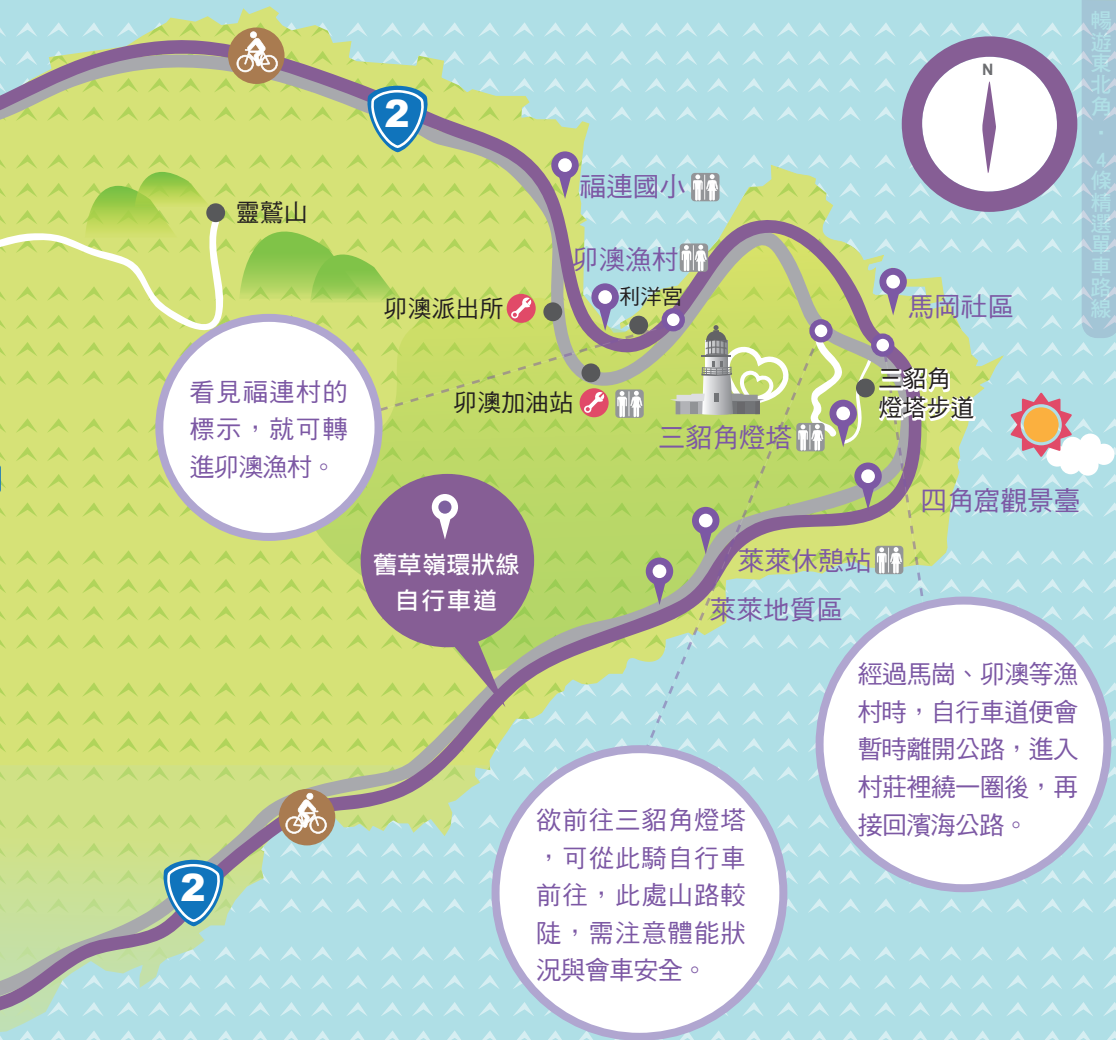 暢遊東北角．4條精選單車路線
N
2
福連國小
靈鷲山
卯澳漁村
利洋宮
馬岡社區
卯澳派出所
三貂角
燈塔步道
卯澳加油站
看見福連村的
標示，就可轉
進卯澳漁村。
三貂角燈塔
四角窟觀景臺
舊草嶺環狀線
自行車道
萊萊休憩站
萊萊地質區
經過馬崗、卯澳等漁
村時，自行車道便會
暫時離開公路，進入
村莊裡繞一圈後，再
接回濱海公路。
欲前往三貂角燈塔
，可從此騎自行車
前往，此處山路較
陡，需注意體能狀
況與會車安全。
2